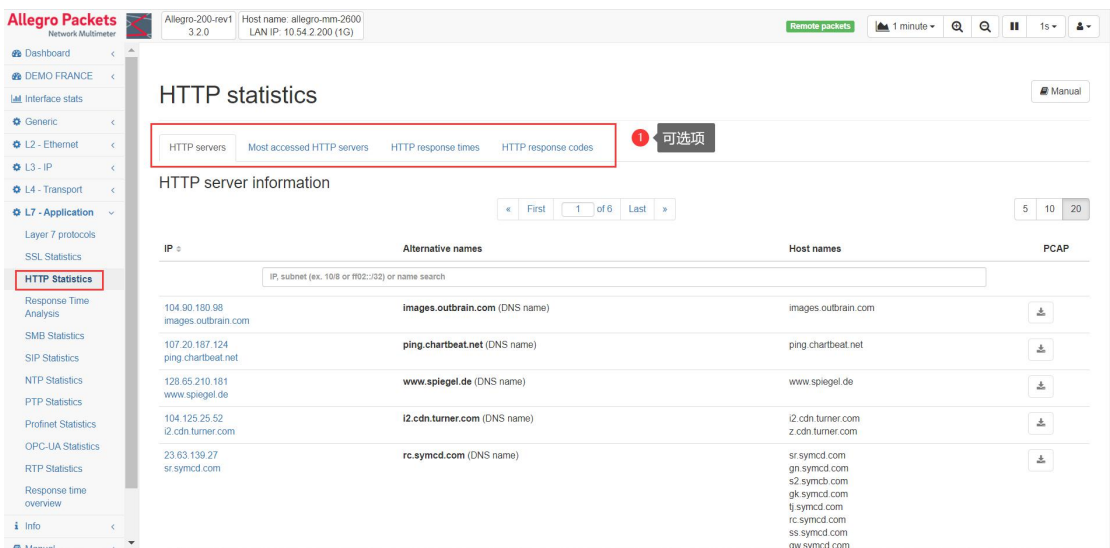 Allegro Packets
Network Multimeter
Allegro-200-rev1
3.2.0
Host name: allegro-mm-2600
LAN IP: 10.54.2.200 (1G)
Remote packets
1 minute
1s
Dashboard
DEMO FRANCE
Interface stats
Generic
L2 - Ethernet
L3 - IP
L4 - Transport
L7 - Application
Layer 7 protocols
SSL Statistics
HTTP Statistics
Response Time
Analysis
SMB Statistics
SIP Statistics
NTP Statistics
PTP Statistics
Profinet Statistics
OPC-UA Statistics
RTP Statistics
Response time
overview
Info
Manual
HTTP statistics
Manual
HTTP servers Most accessed HTTP servers HTTP response times HTTP response codes
1 可选项
HTTP server information
« First 1 of 6 Last »
5 10 20
IP Alternative names Host names PCAP
IP, subnet (ex. 10/8 or ff02::/32) or name search
104.90.180.98 images.outbrain.com (DNS name) images.outbrain.com
images.outbrain.com
107.20.187.124 ping.chartbeat.net (DNS name) ping.chartbeat.net
ping.chartbeat.net
128.65.210.181 www.spiegel.de (DNS name) www.spiegel.de
www.spiegel.de
104.125.25.52 i2.cdn.turner.com (DNS name) i2.cdn.turner.com
i2.cdn.turner.com z.cdn.turner.com
23.63.139.27 rc.symcd.com (DNS name) sr.symcd.com
sr.symcd.com gn.symcd.com
s2.symcb.com
gk.symcd.com
tj.symcd.com
rc.symcd.com
ss.symcd.com
gw.symcd.com